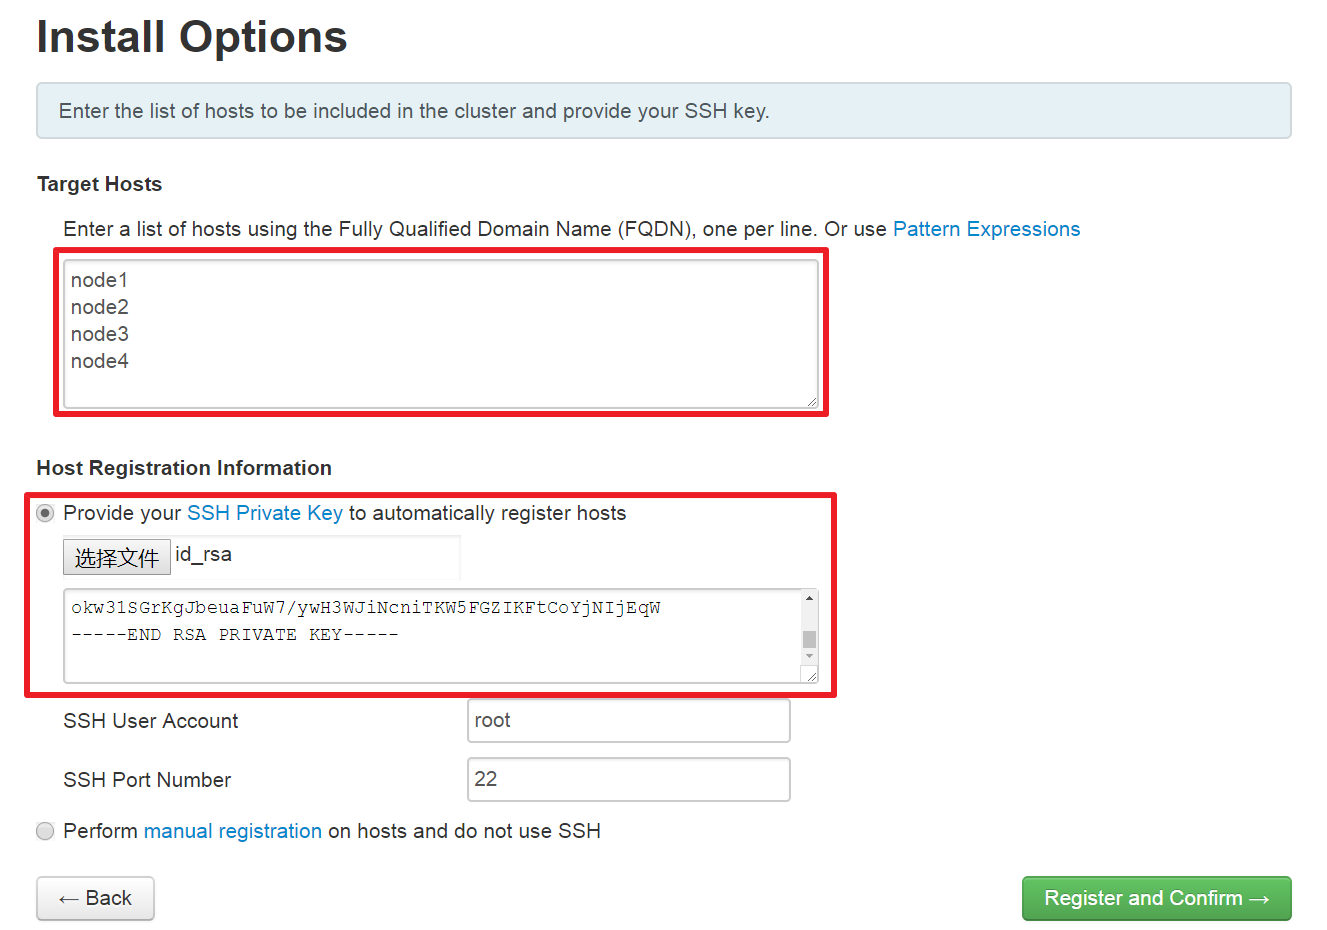 Install Options
Enter the list of hosts to be included in the cluster and provide your SSH key.
Target Hosts
Enter a list of hosts using the Fully Qualified Domain Name (FQDN), one per line. Or use Pattern Expressions
node1
node2
node3
node4
Host Registration Information
Provide your SSH Private Key to automatically register hosts
选择文件 id_rsa
okw31SGrKgJbeuaFuW7/ywH3WJiNcniTKW5FGZIKFtCoYjNIjEqW
-----END RSA PRIVATE KEY-----
SSH User Account root
SSH Port Number 22
Perform manual registration on hosts and do not use SSH
← Back
Register and Confirm →